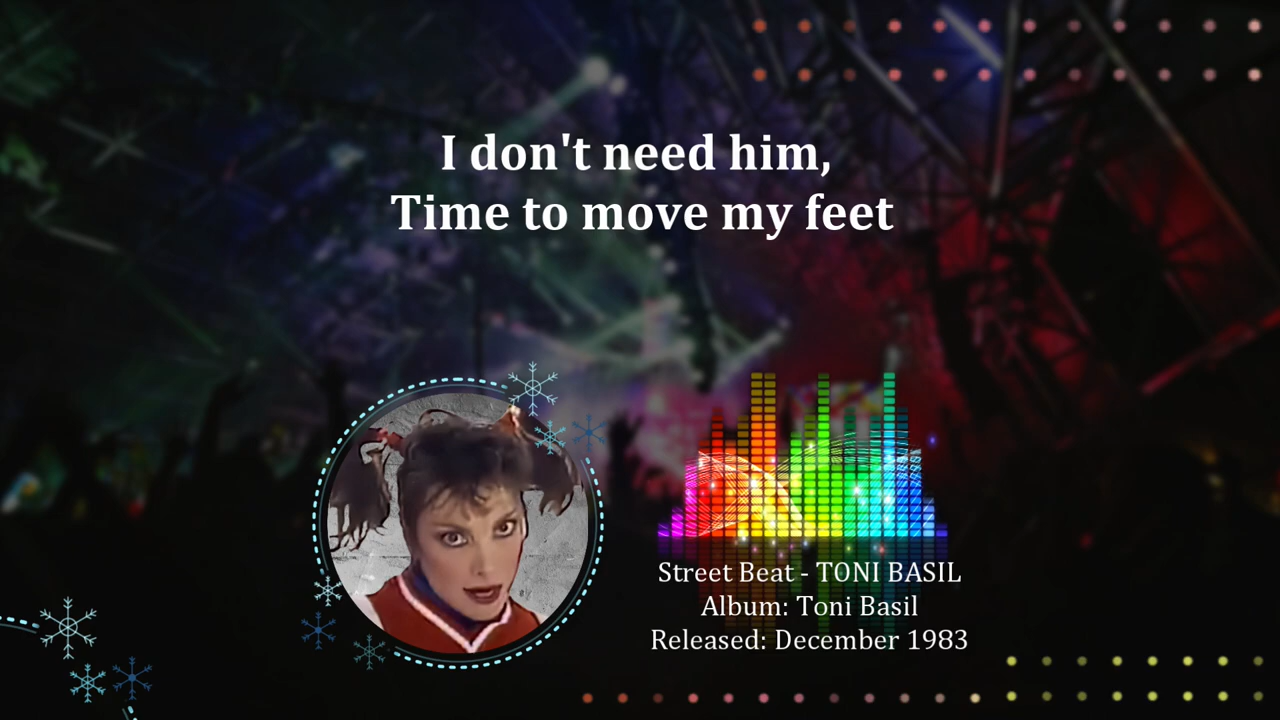 I don't need him,
Time to move my feet
Street Beat - TONI BASIL
Album: Toni Basil
Released: December 1983